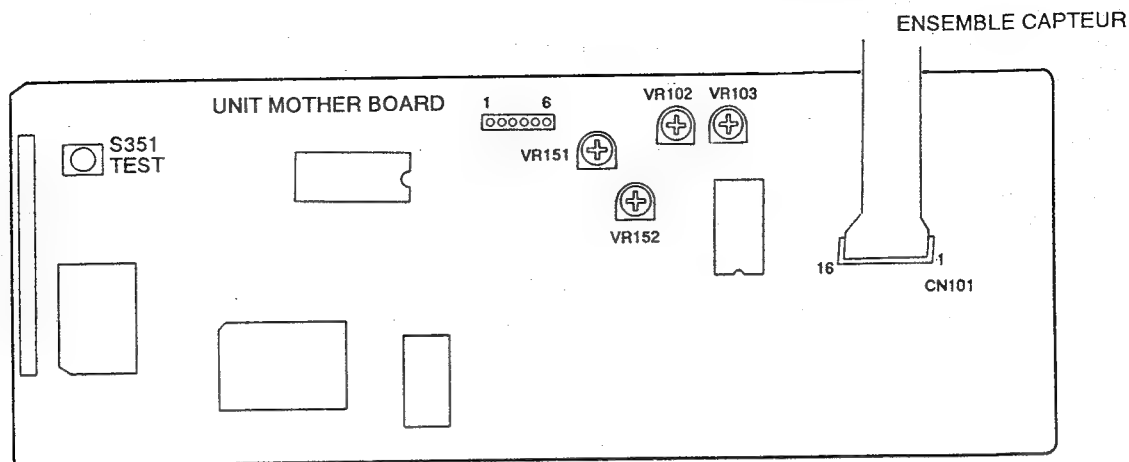 ENSEMBLE CAPTEUR
UNIT MOTHER BOARD
1 6
VR102 VR103
S351
TEST
VR151
VR152
16 1
CN101